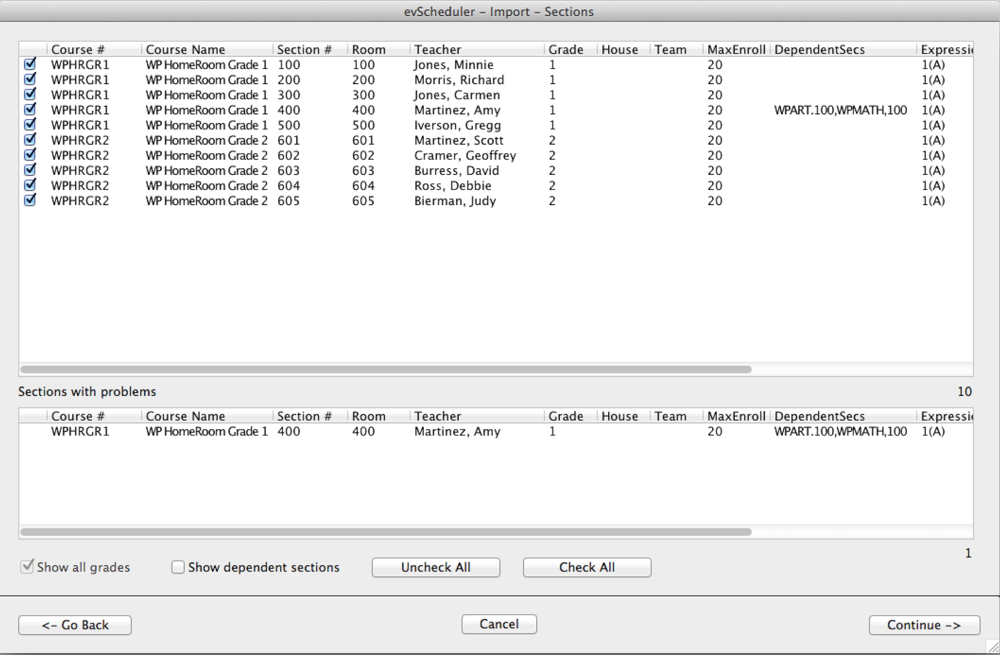 evScheduler – Import – Sections
Course # Course Name Section # Room Teacher Grade House Team MaxEnroll DependentSecs Expressi
WPHRGR1 WP HomeRoom Grade 1 100 100 Jones, Minnie 1 20 1(A)
WPHRGR1 WP HomeRoom Grade 1 200 200 Morris, Richard 1 20 1(A)
WPHRGR1 WP HomeRoom Grade 1 300 300 Jones, Carmen 1 20 1(A)
WPHRGR1 WP HomeRoom Grade 1 400 400 Martinez, Amy 1 20 WPART.100,WPMATH,100 1(A)
WPHRGR1 WP HomeRoom Grade 1 500 500 Iverson, Gregg 1 20 1(A)
WPHRGR2 WP HomeRoom Grade 2 601 601 Martinez, Scott 2 20 1(A)
WPHRGR2 WP HomeRoom Grade 2 602 602 Cramer, Geoffrey 2 20 1(A)
WPHRGR2 WP HomeRoom Grade 2 603 603 Burress, David 2 20 1(A)
WPHRGR2 WP HomeRoom Grade 2 604 604 Ross, Debbie 2 20 1(A)
WPHRGR2 WP HomeRoom Grade 2 605 605 Bierman, Judy 2 20 1(A)
Sections with problems 10
Course # Course Name Section # Room Teacher Grade House Team MaxEnroll DependentSecs Expressi
WPHRGR1 WP HomeRoom Grade 1 400 400 Martinez, Amy 1 20 WPART.100,WPMATH,100 1(A)
1
Show all grades Show dependent sections Uncheck All Check All
<- Go Back Cancel Continue ->